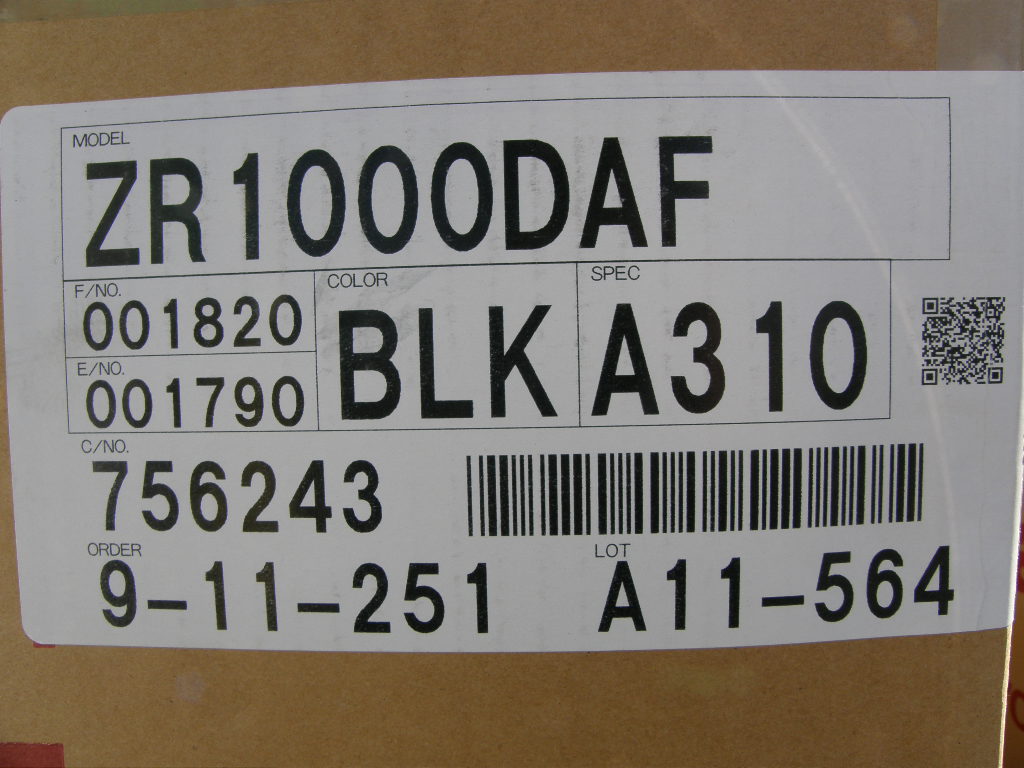 MODEL
ZR1000DAF
F/NO.
001820
E/NO.
001790
COLOR
BLK
SPEC
A310
C/NO.
756243
ORDER
9-11-251
LOT
A11-564